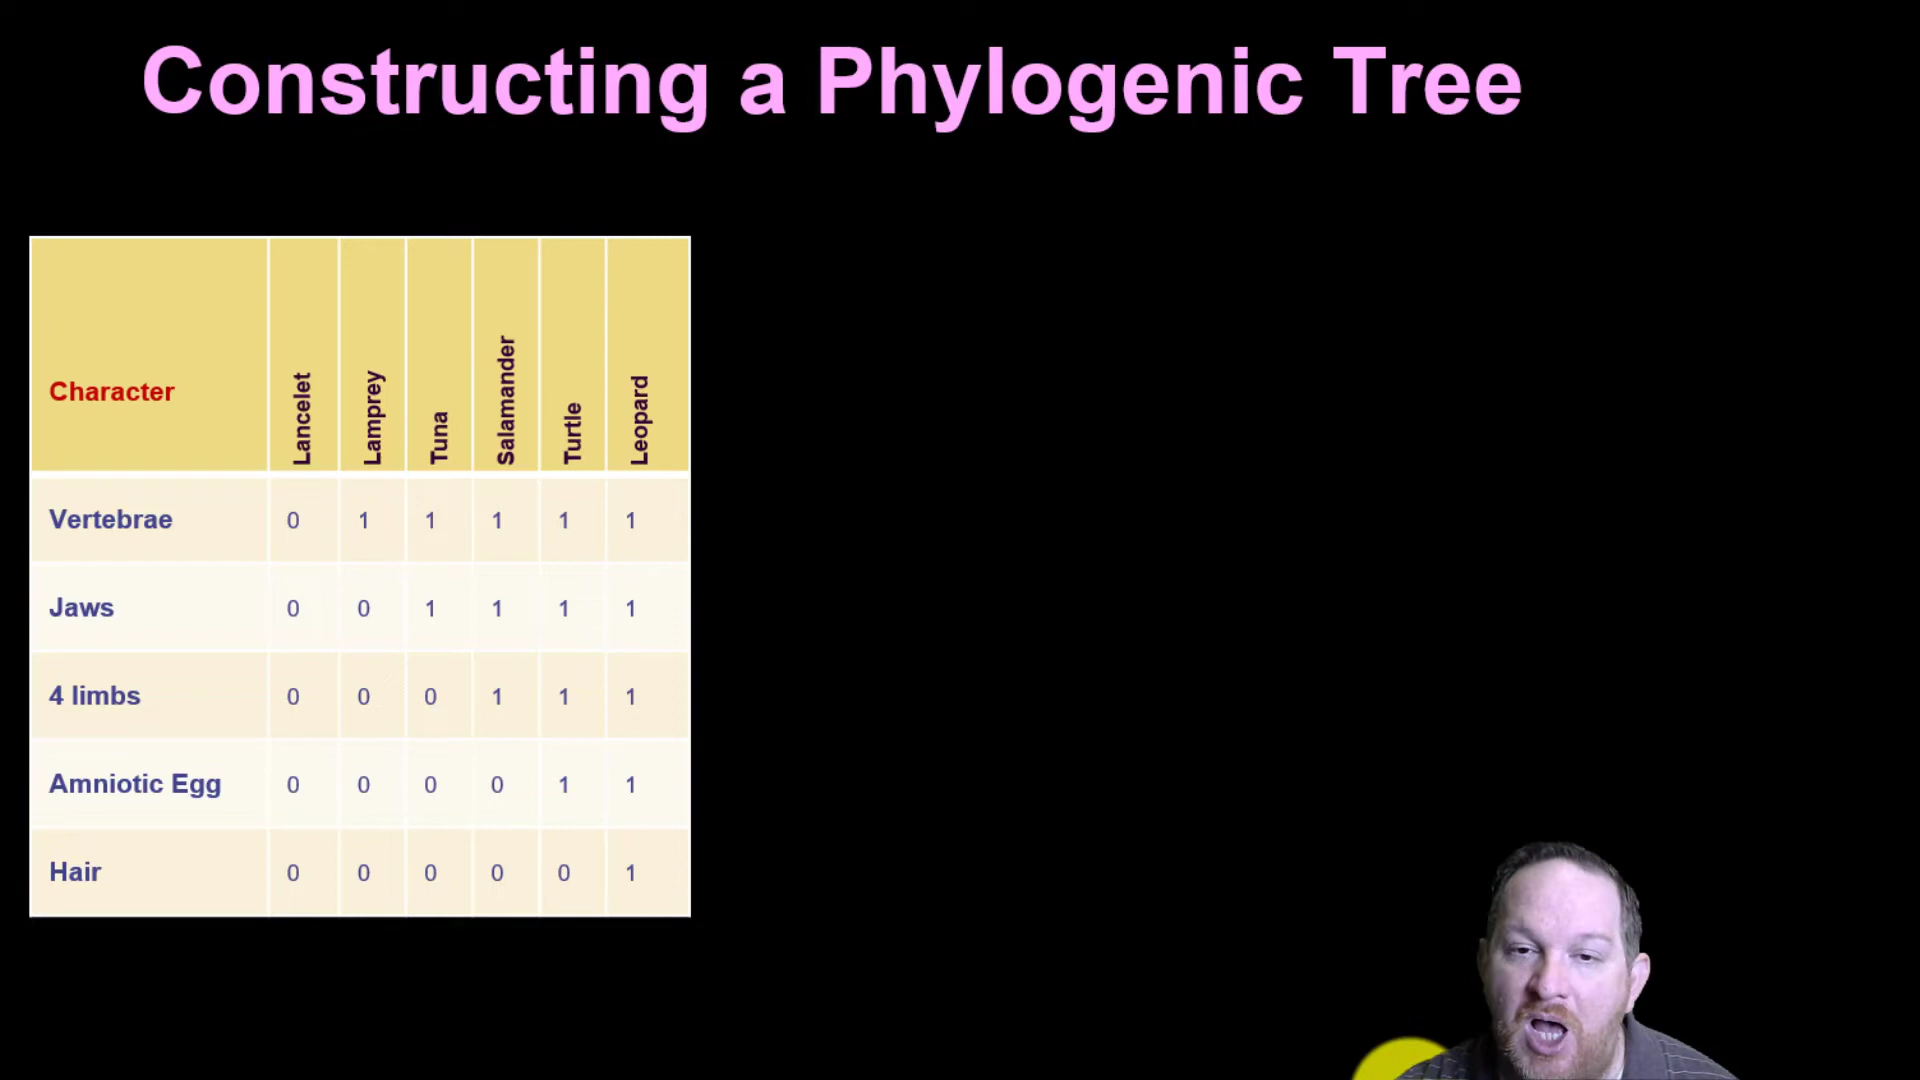 Constructing a Phylogenic Tree
Character Lancelet Lamprey Tuna Salamander Turtle Leopard
Vertebrae 0 1 1 1 1 1
Jaws 0 0 1 1 1 1
4 limbs 0 0 0 1 1 1
Amniotic Egg 0 0 0 0 1 1
Hair 0 0 0 0 0 1